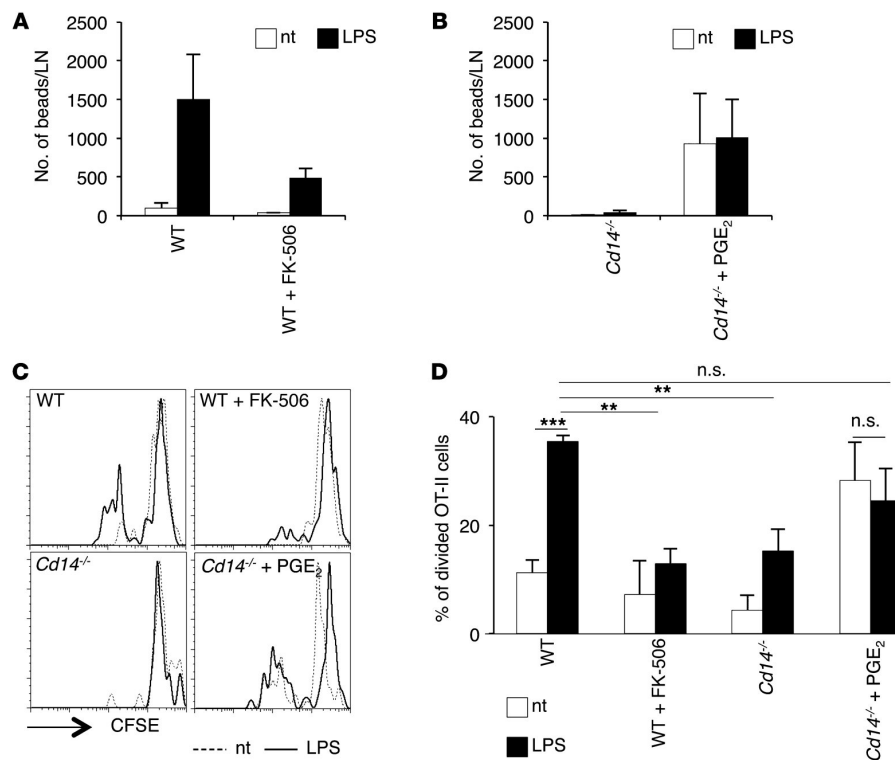 A
2500
2000
1500
1000
500
0
No. of beads/LN
nt
LPS
WT
WT + FK-506
B
2500
2000
1500
1000
500
0
No. of beads/LN
nt
LPS
Cd14-/-
Cd14-/- + PGE2
C
WT
WT + FK-506
Cd14-/-
Cd14-/- + PGE2
CFSE
nt
LPS
D
n.s.
**
**
***
n.s.
40
20
0
% of divided OT-II cells
WT
WT + FK-506
Cd14-/-
Cd14-/- + PGE2
nt
LPS